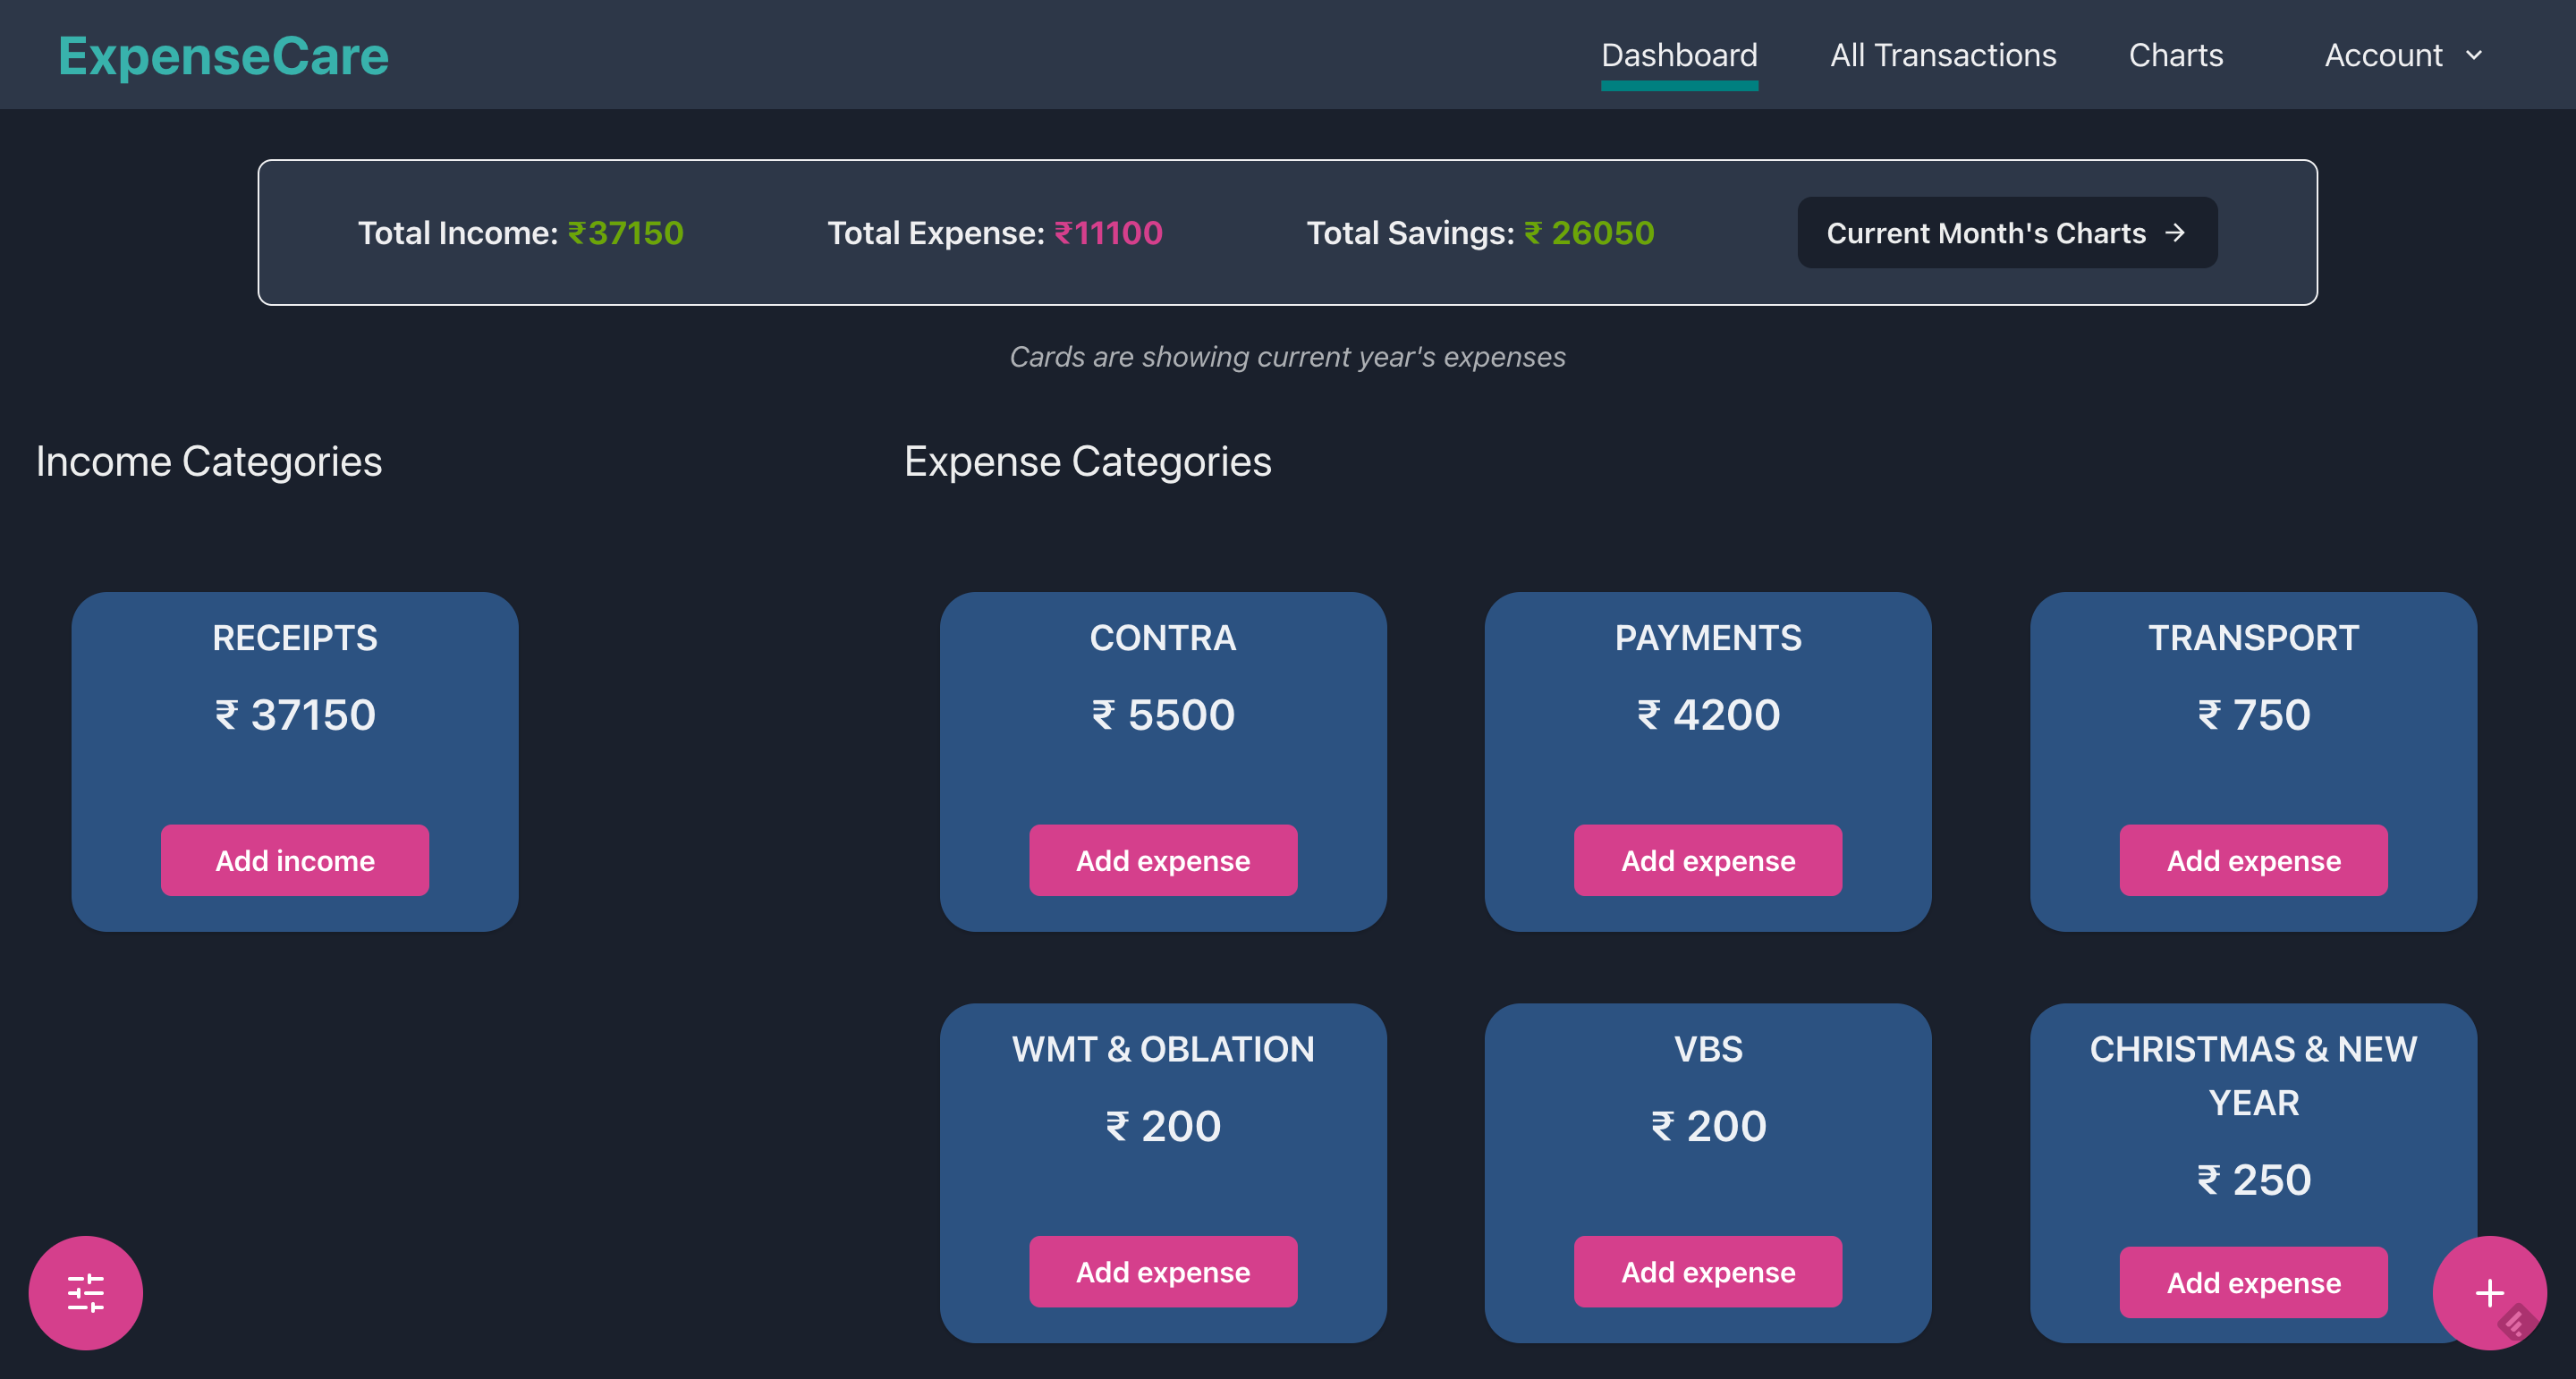 ExpenseCare
Dashboard
All Transactions
Charts
Account
Total Income: ₹37150
Total Expense: ₹11100
Total Savings: ₹ 26050
Current Month's Charts →
Cards are showing current year's expenses
Income Categories
RECEIPTS
₹ 37150
Add income
Expense Categories
CONTRA
₹ 5500
Add expense
PAYMENTS
₹ 4200
Add expense
TRANSPORT
₹ 750
Add expense
WMT & OBLATION
₹ 200
Add expense
VBS
₹ 200
Add expense
CHRISTMAS & NEW
YEAR
₹ 250
Add expense